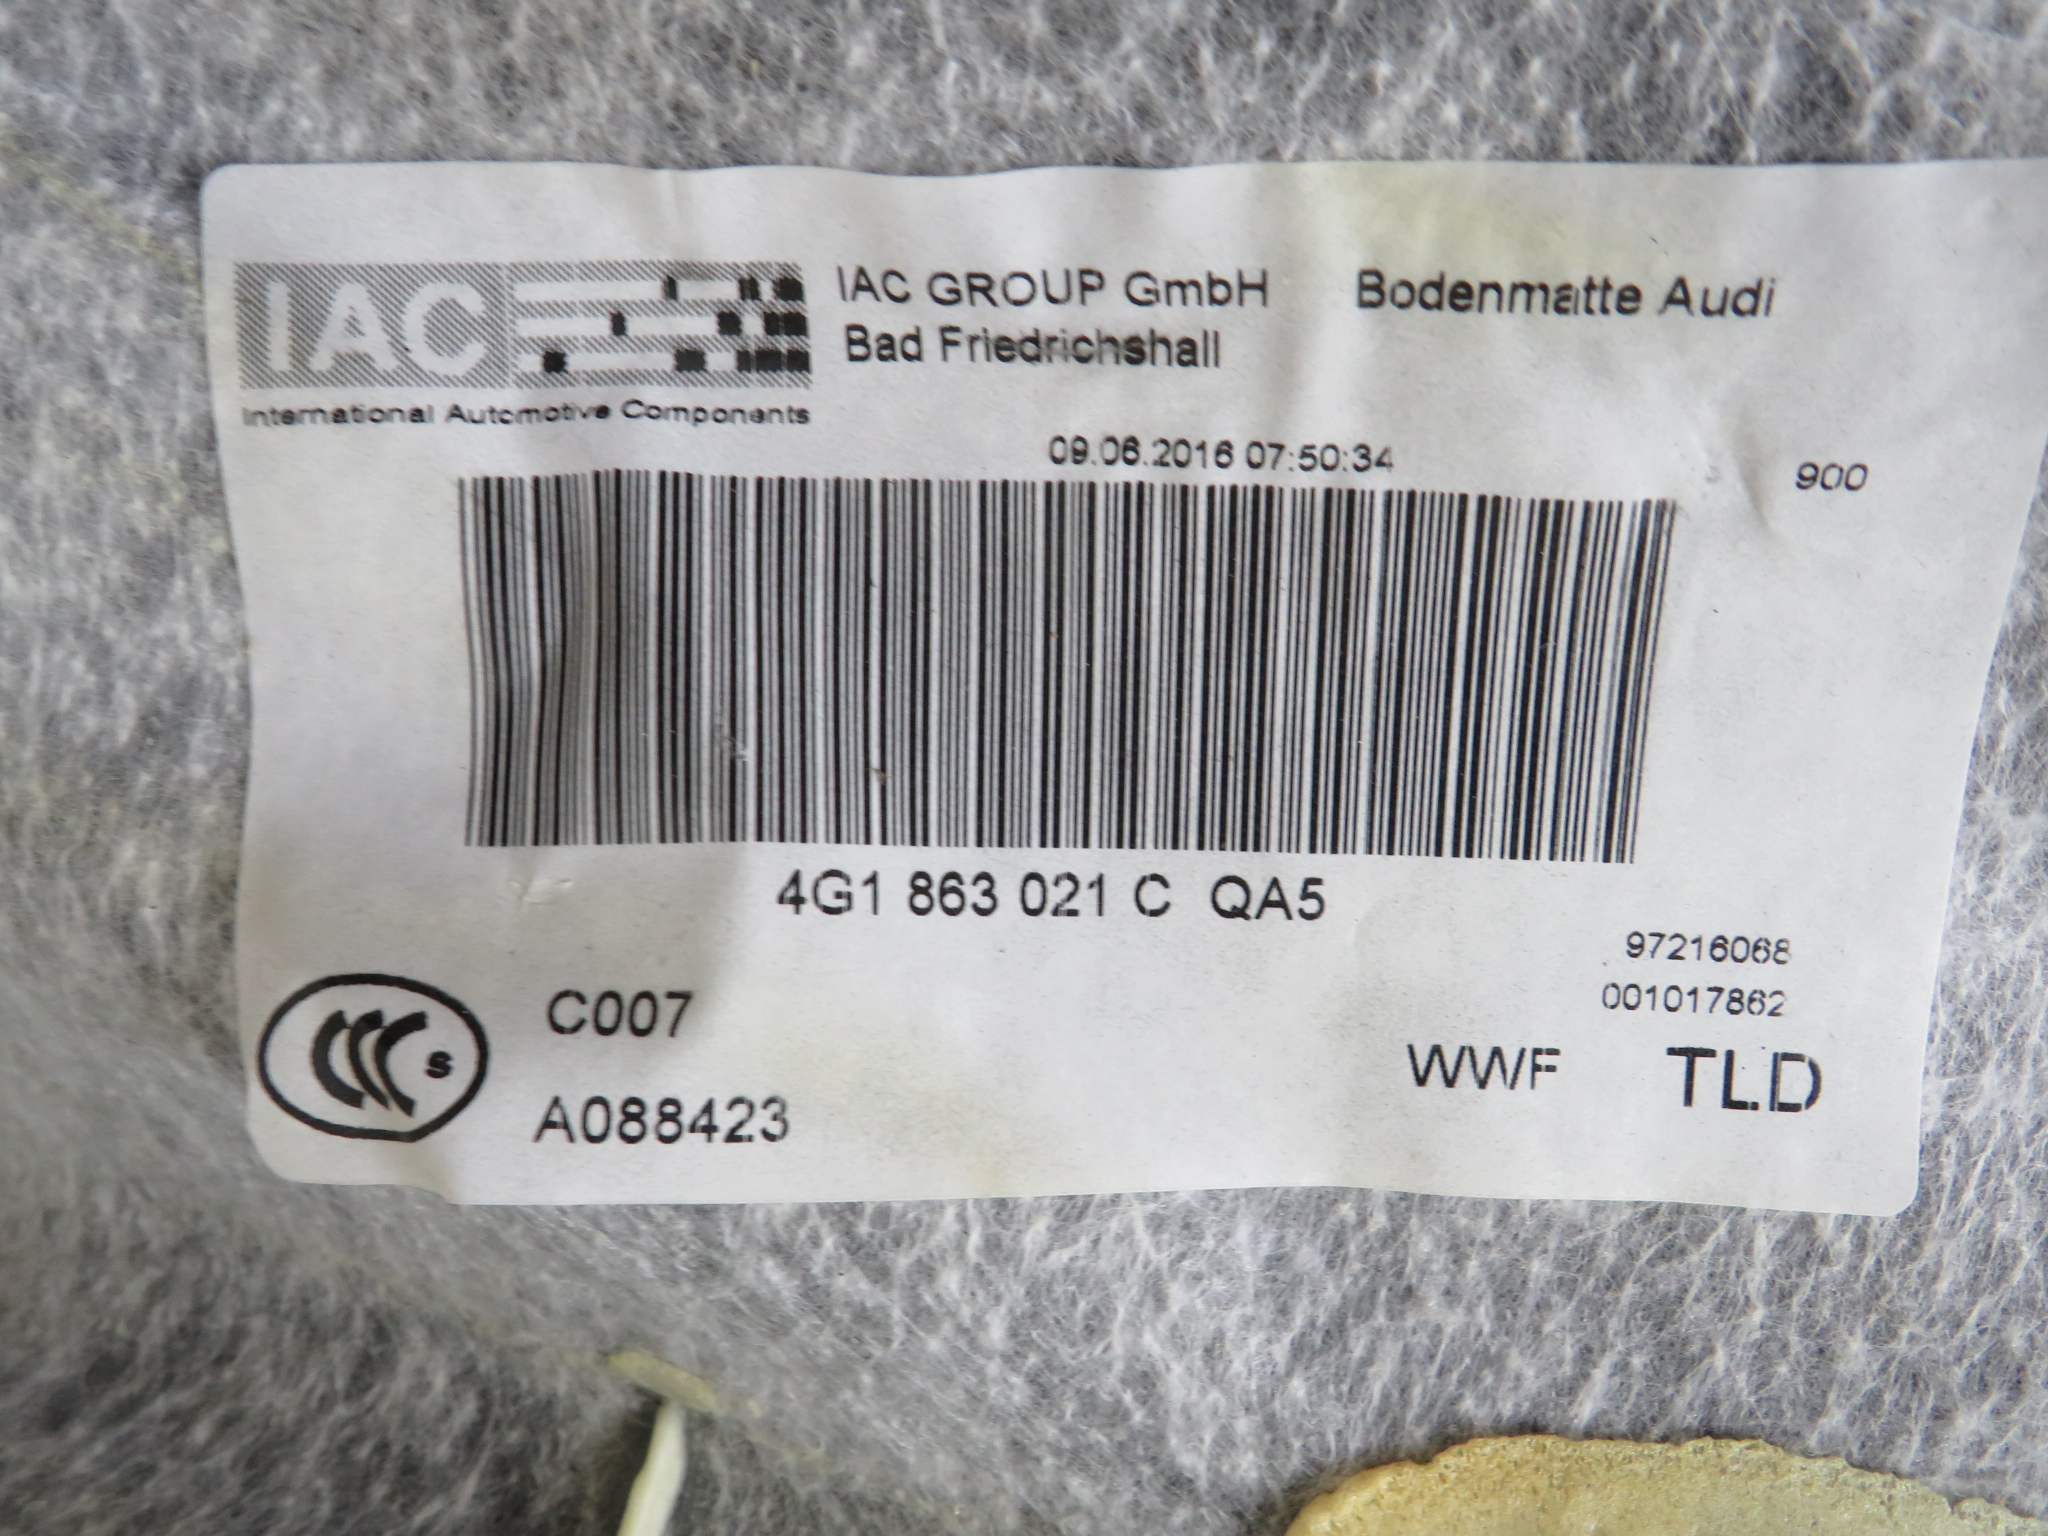 IAC
International Automotive Components
IAC GROUP GmbH
Bad Friedrichshall
Bodenmatte Audi
09.06.2016 07:50:34
900
4G1 863 021 C QA5
97216068
001017862
CCC S
C007
A088423
WWF TLD